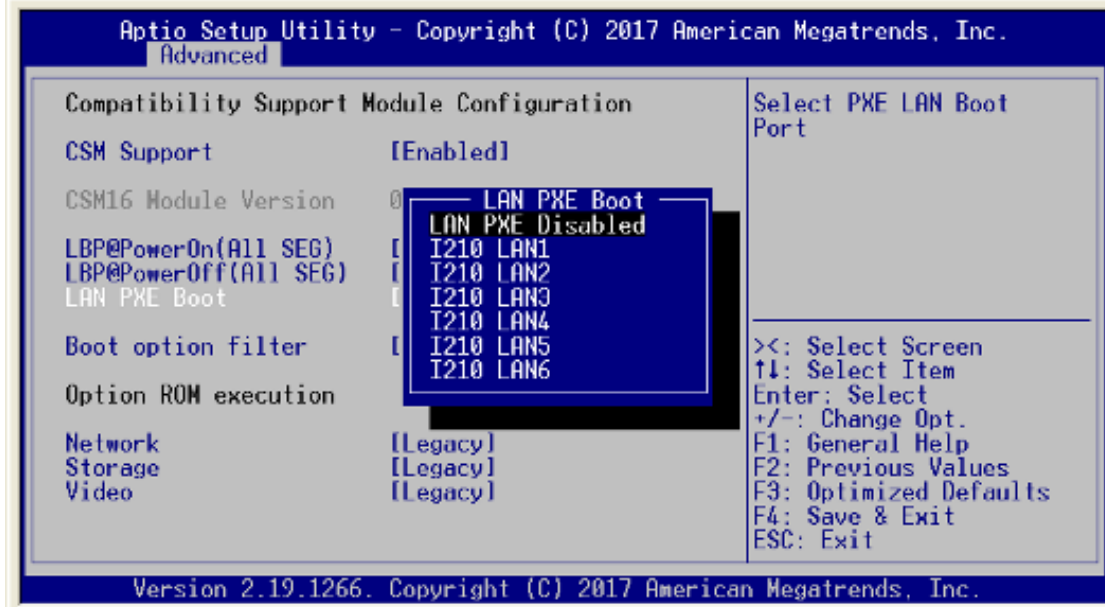 Aptio Setup Utility - Copyright (C) 2017 American Megatrends, Inc.
Advanced
Compatibility Support Module Configuration
CSM Support [Enabled]
CSM16 Module Version 0
LBP@PowerOn(All SEG) [
LBP@PowerOff(All SEG) [
LAN PXE Boot [
Boot option filter [
Option ROM execution
Network [Legacy]
Storage [Legacy]
Video [Legacy]
LAN PXE Boot
LAN PXE Disabled
I210 LAN1
I210 LAN2
I210 LAN3
I210 LAN4
I210 LAN5
I210 LAN6
Select PXE LAN Boot
Port
><: Select Screen
↑↓: Select Item
Enter: Select
+/-: Change Opt.
F1: General Help
F2: Previous Values
F3: Optimized Defaults
F4: Save & Exit
ESC: Exit
Version 2.19.1266. Copyright (C) 2017 American Megatrends, Inc.